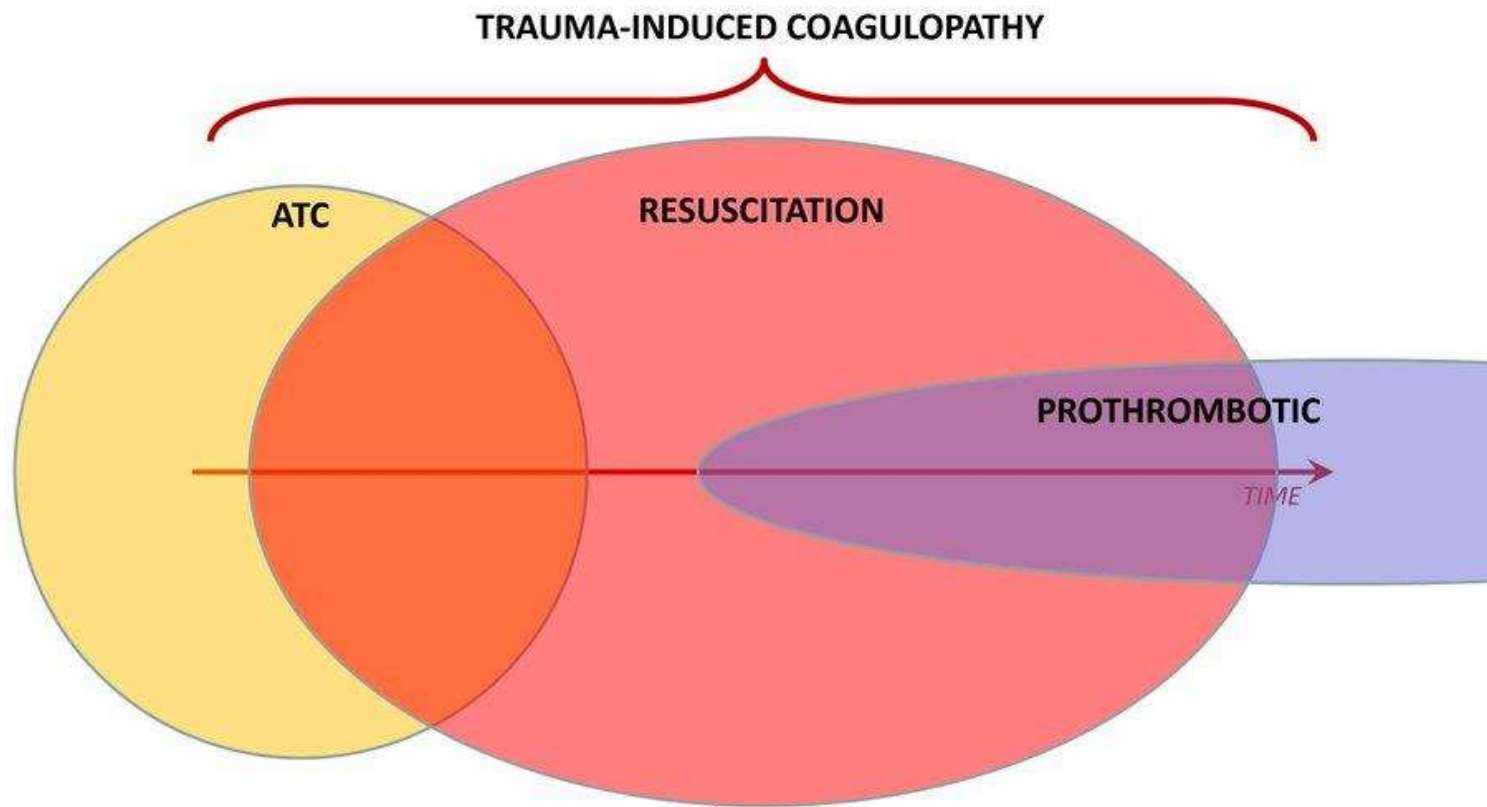 TRAUMA-INDUCED COAGULOPATHY
ATC
RESUSCITATION
PROTHROMBOTIC
TIME